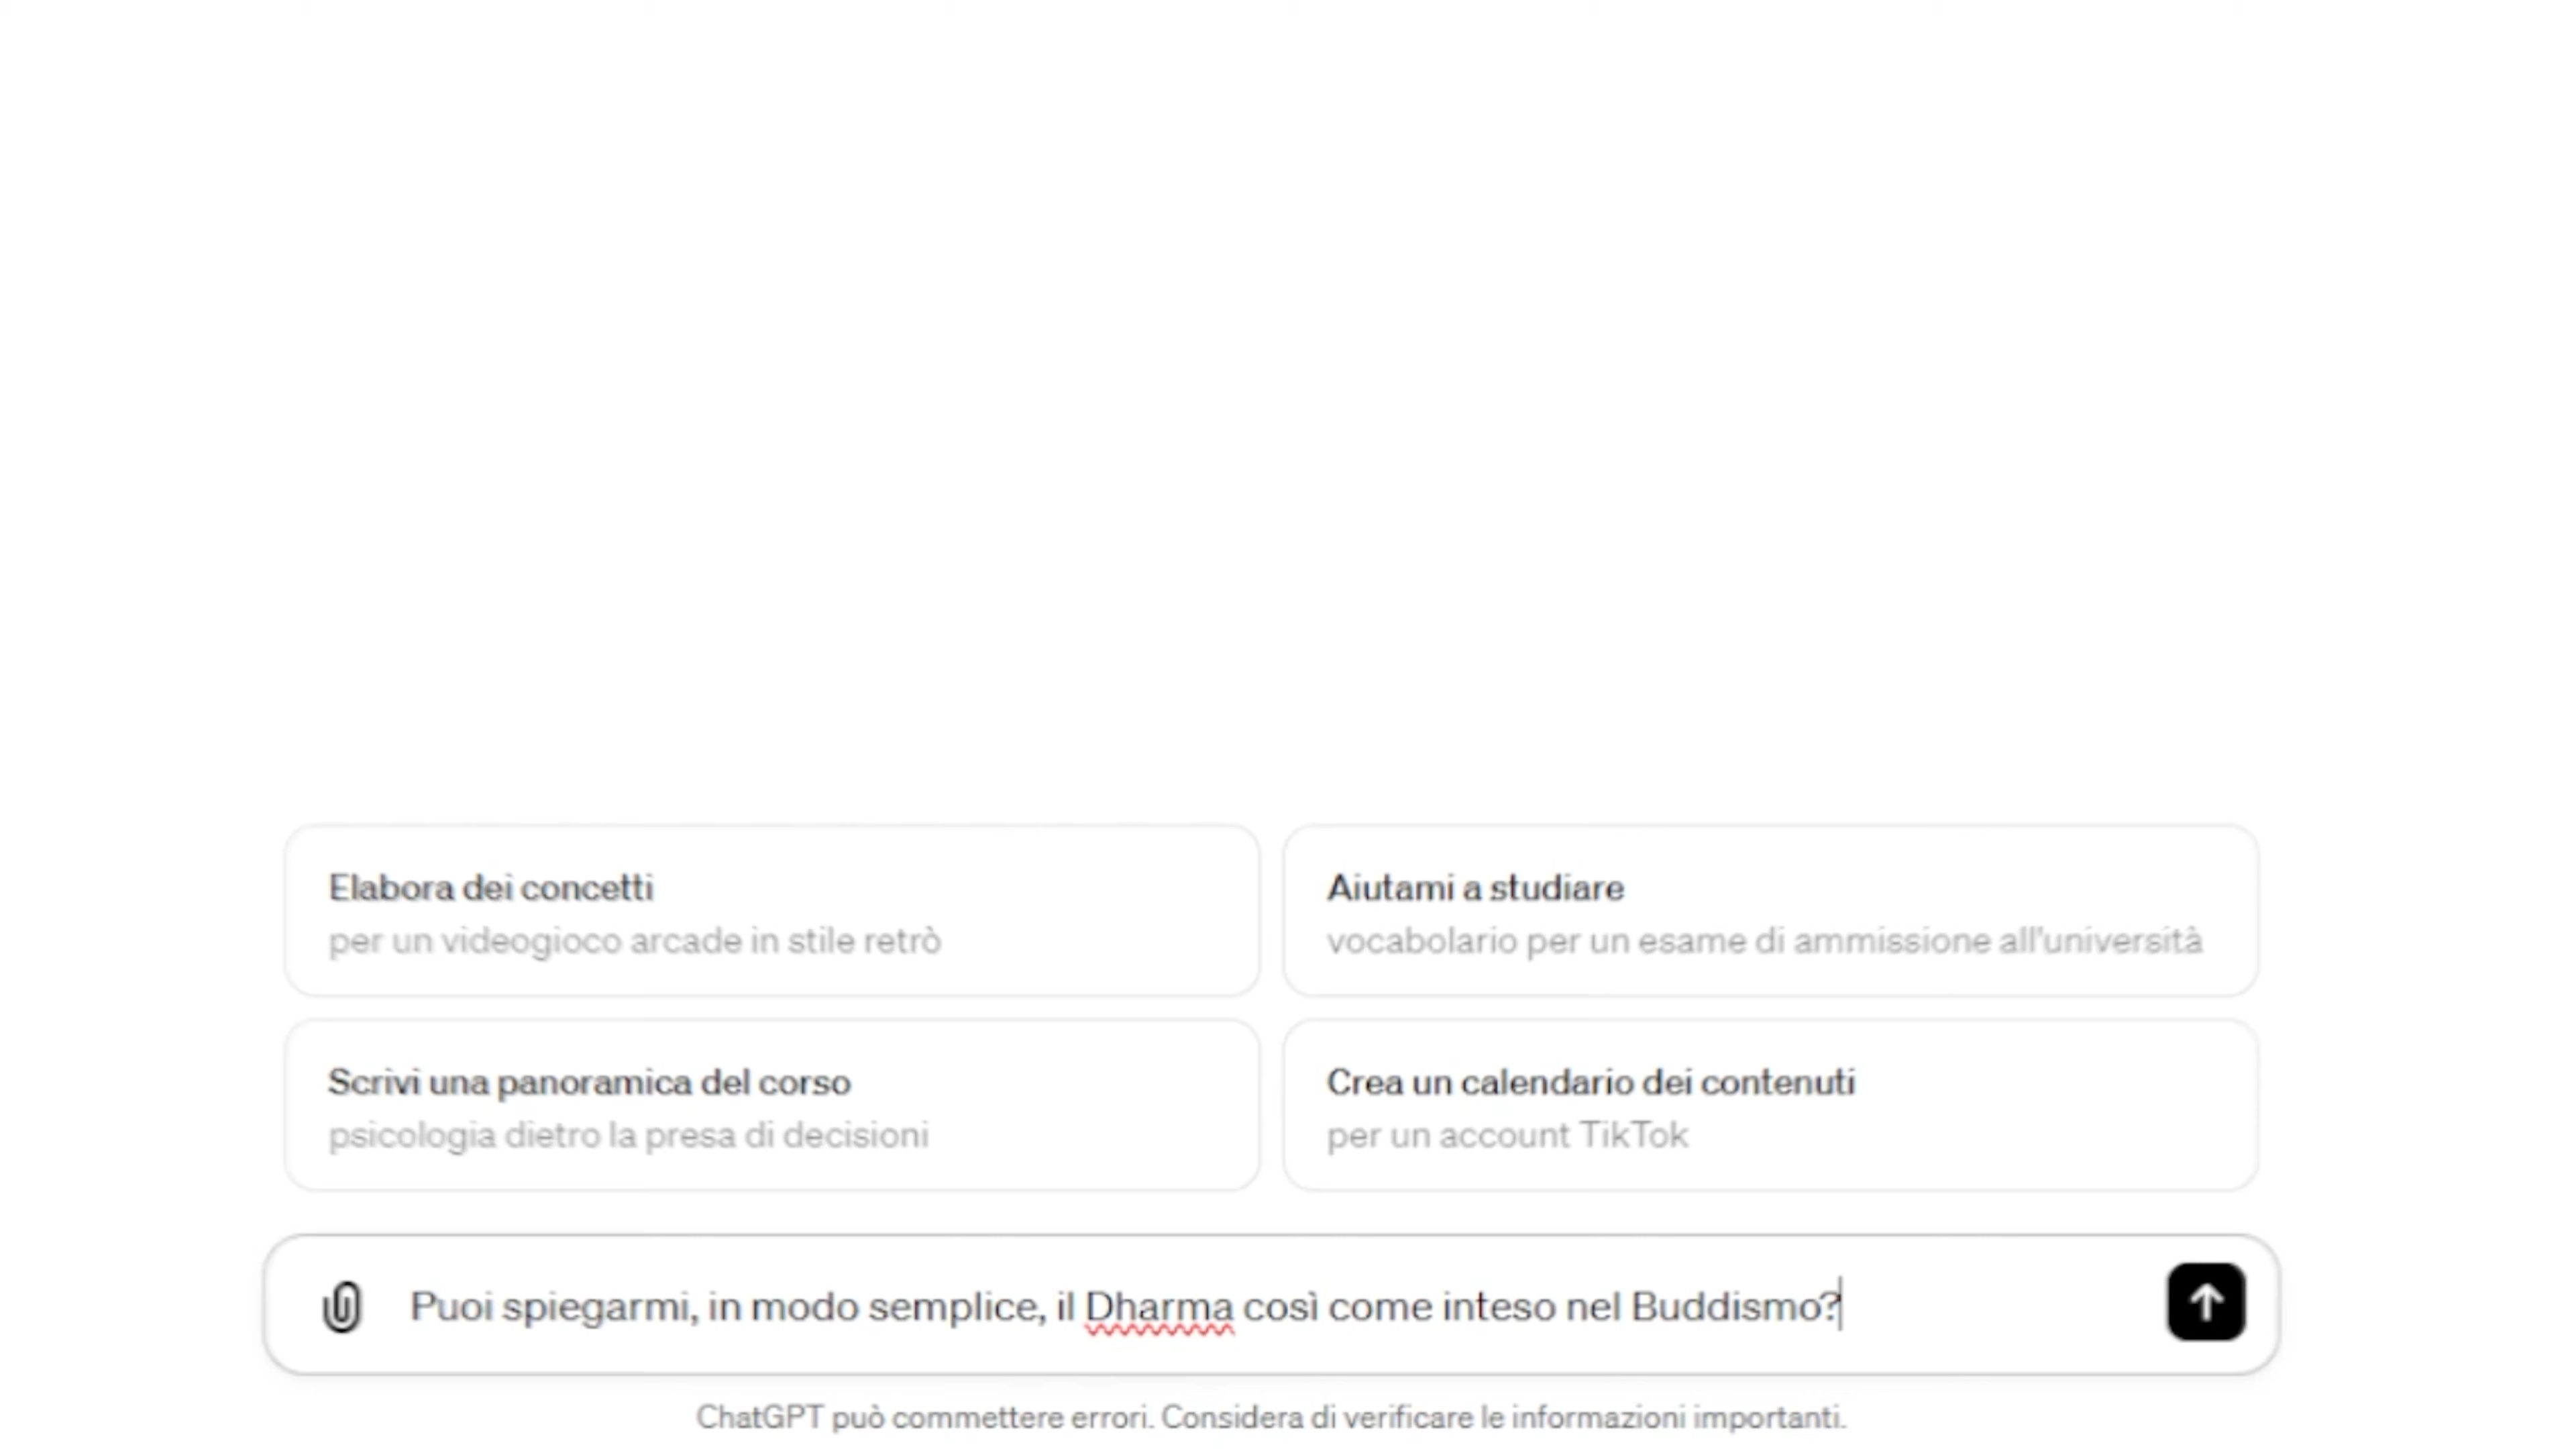 Elabora dei concetti
per un videogioco arcade in stile retrò
Aiutami a studiare
vocabolario per un esame di ammissione all'università
Scrivi una panoramica del corso
psicologia dietro la presa di decisioni
Crea un calendario dei contenuti
per un account TikTok
Puoi spiegarmi, in modo semplice, il Dharma così come inteso nel Buddismo?
ChatGPT può commettere errori. Considera di verificare le informazioni importanti.